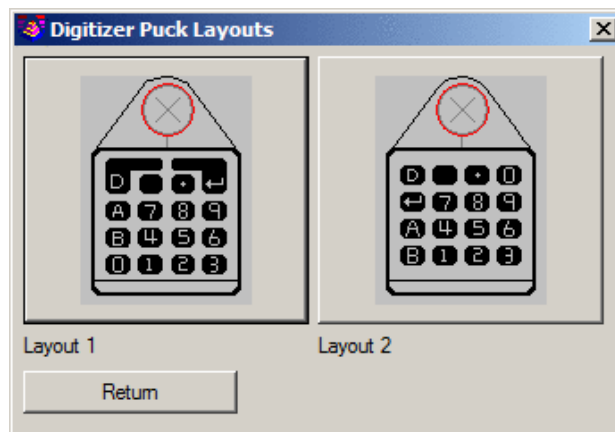 Digitizer Puck Layouts
D . ↵
A 7 8 9
B 4 5 6
0 1 2 3
Layout 1
D . 0
↵ 7 8 9
A 4 5 6
B 1 2 3
Layout 2
Return